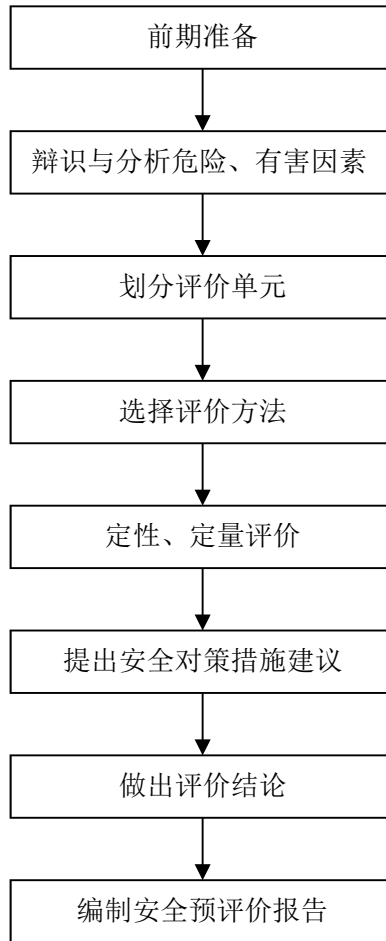 前期准备
辩识与分析危险、有害因素
划分评价单元
选择评价方法
定性、定量评价
提出安全对策措施建议
做出评价结论
编制安全预评价报告